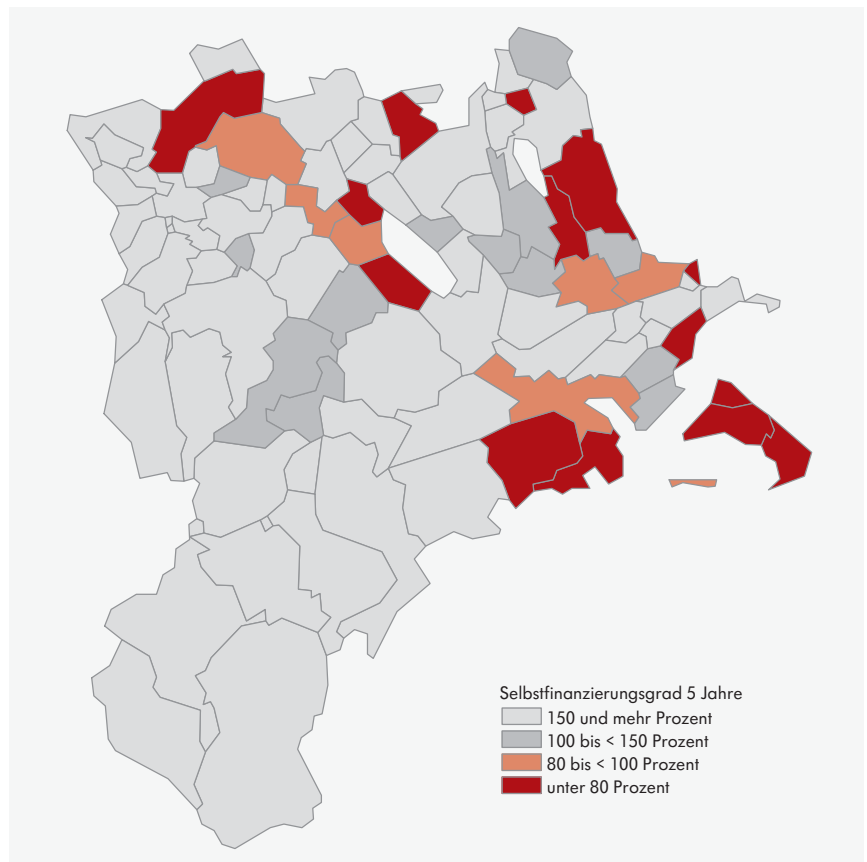 Selbstfinanzierungsgrad 5 Jahre
150 und mehr Prozent
100 bis < 150 Prozent
80 bis < 100 Prozent
unter 80 Prozent